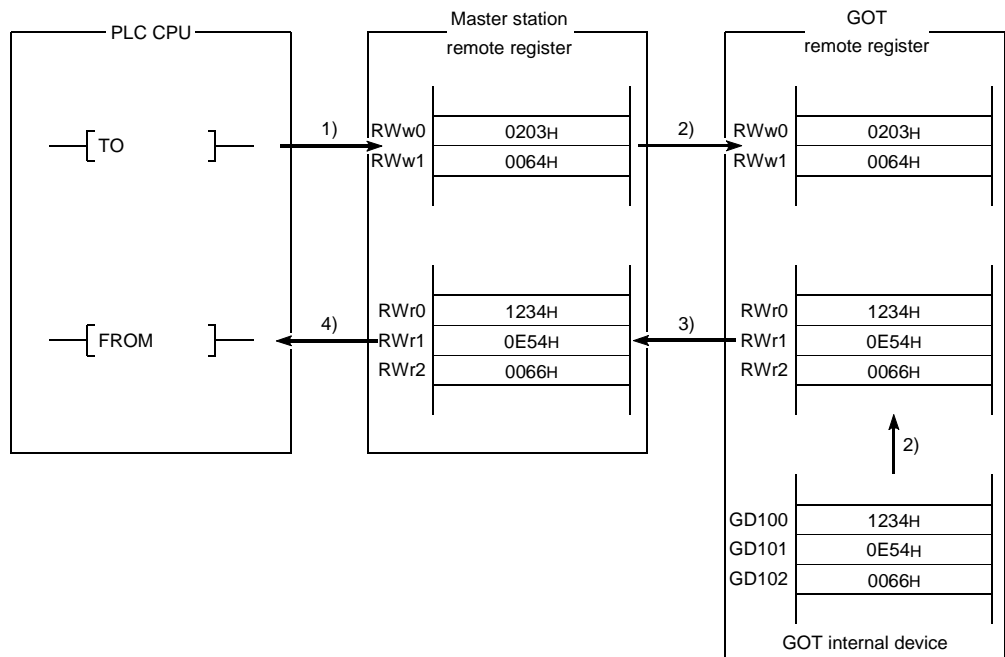 PLC CPU
TO
FROM
1)
4)
Master station
remote register
RWw0 0203H
RWw1 0064H
RWr0 1234H
RWr1 0E54H
RWr2 0066H
2)
3)
GOT
remote register
RWw0 0203H
RWw1 0064H
RWr0 1234H
RWr1 0E54H
RWr2 0066H
2)
GD100 1234H
GD101 0E54H
GD102 0066H
GOT internal device